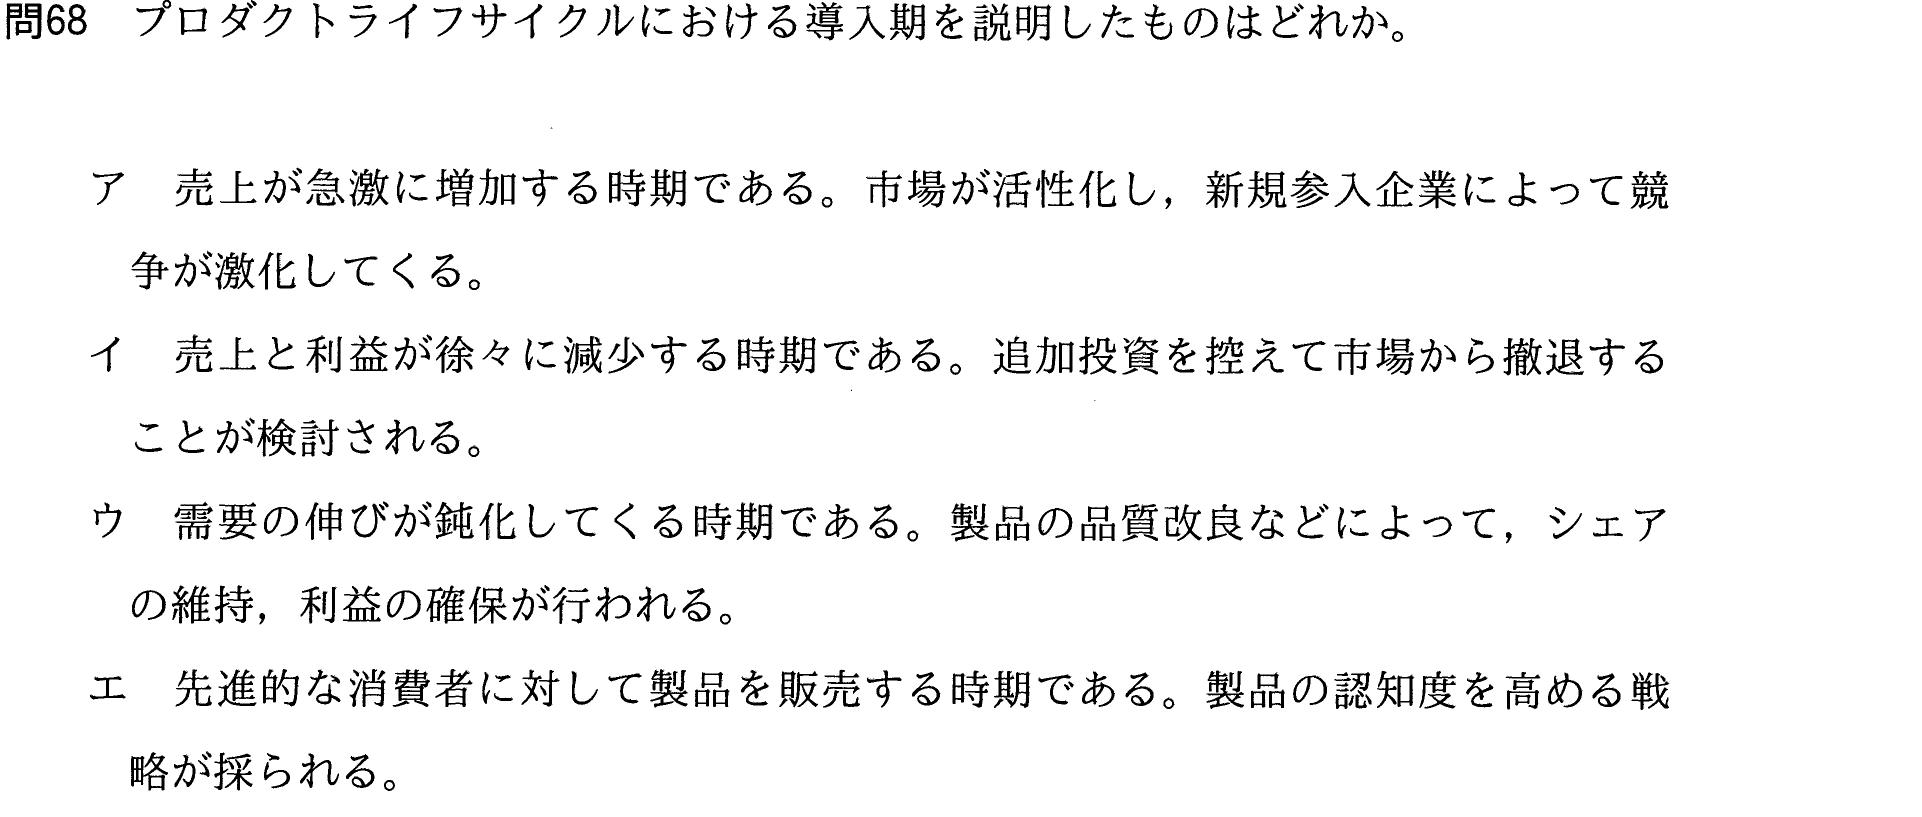 問68　プロダクトライフサイクルにおける導入期を説明したものはどれか。
ア　売上が急激に増加する時期である。市場が活性化し，新規参入企業によって競
争が激化してくる。
イ　売上と利益が徐々に減少する時期である。追加投資を控えて市場から撤退する
ことが検討される。
ウ　需要の伸びが鈍化してくる時期である。製品の品質改良などによって，シェア
の維持，利益の確保が行われる。
エ　先進的な消費者に対して製品を販売する時期である。製品の認知度を高める戦
略が採られる。